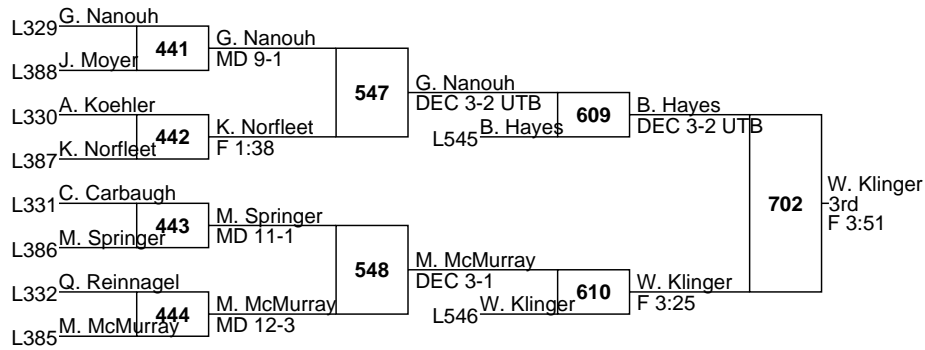 G. Nanouh
L329
441
G. Nanouh
MD 9-1
J. Moyer
L388
547
G. Nanouh
DEC 3-2 UTB
A. Koehler
L330
442
K. Norfleet
F 1:38
K. Norfleet
L387
B. Hayes
L545
609
B. Hayes
DEC 3-2 UTB
C. Carbaugh
L331
443
M. Springer
MD 11-1
M. Springer
L386
702
W. Klinger
3rd
F 3:51
548
M. McMurray
DEC 3-1
Q. Reinnagel
L332
444
M. McMurray
MD 12-3
M. McMurray
L385
W. Klinger
L546
610
W. Klinger
F 3:25